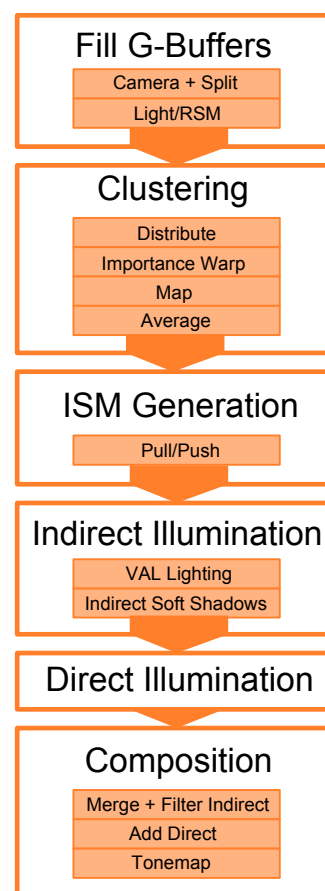 Fill G-Buffers
Camera + Split
Light/RSM
Clustering
Distribute
Importance Warp
Map
Average
ISM Generation
Pull/Push
Indirect Illumination
VAL Lighting
Indirect Soft Shadows
Direct Illumination
Composition
Merge + Filter Indirect
Add Direct
Tonemap